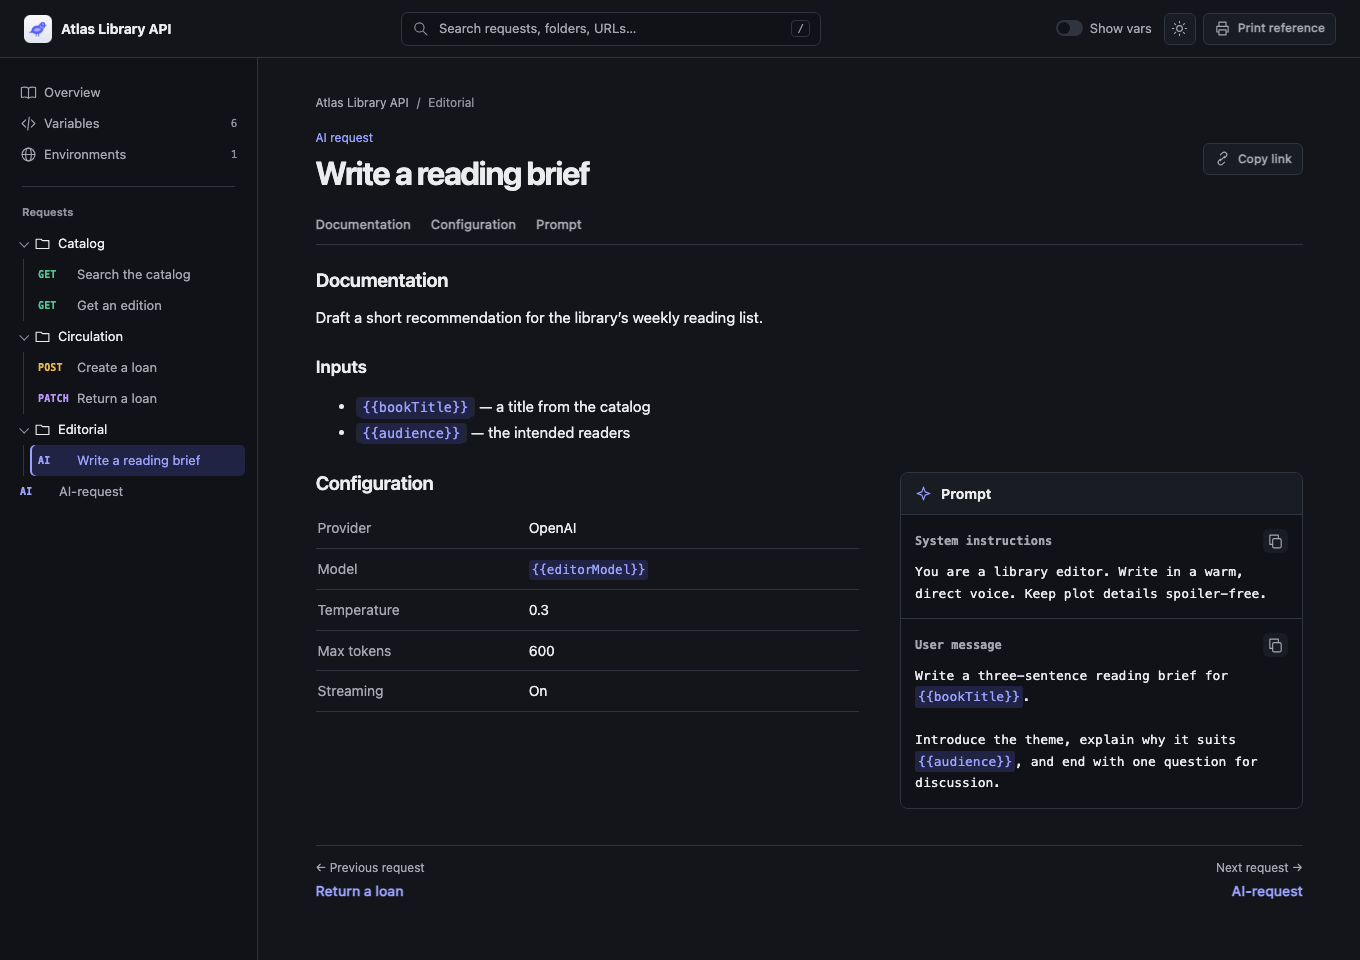 Atlas Library API
Search requests, folders, URLs...
/
Show vars
Print reference
Overview
Variables 6
Environments 1
Requests
Catalog
GET Search the catalog
GET Get an edition
Circulation
POST Create a loan
PATCH Return a loan
Editorial
AI Write a reading brief
AI AI-request
Atlas Library API / Editorial
AI request
Write a reading brief
Copy link
Documentation Configuration Prompt
Documentation
Draft a short recommendation for the library’s weekly reading list.
Inputs
• {{bookTitle}} — a title from the catalog
• {{audience}} — the intended readers
Configuration
Provider OpenAI
Model {{editorModel}}
Temperature 0.3
Max tokens 600
Streaming On
Prompt
System instructions
You are a library editor. Write in a warm,
direct voice. Keep plot details spoiler-free.
User message
Write a three-sentence reading brief for
{{bookTitle}}.
Introduce the theme, explain why it suits
{{audience}}, and end with one question for
discussion.
← Previous request
Return a loan
Next request →
AI-request